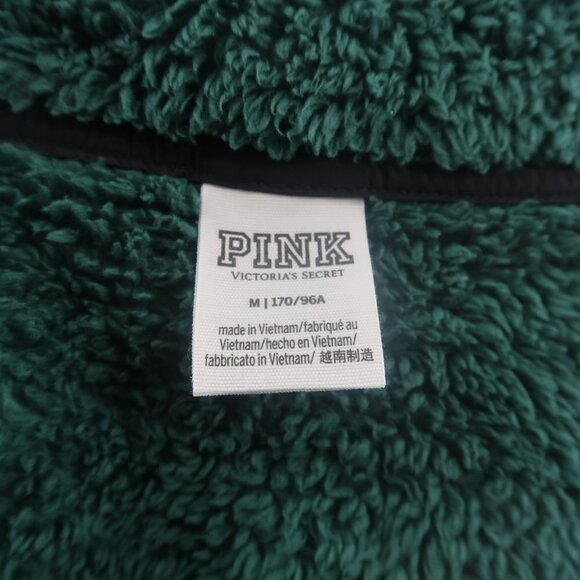 PINK
VICTORIA'S SECRET
M | 170/96A
made in Vietnam/fabriqué au
Vietnam/hecho en Vietnam/
fabbricato in Vietnam/ 越南制造